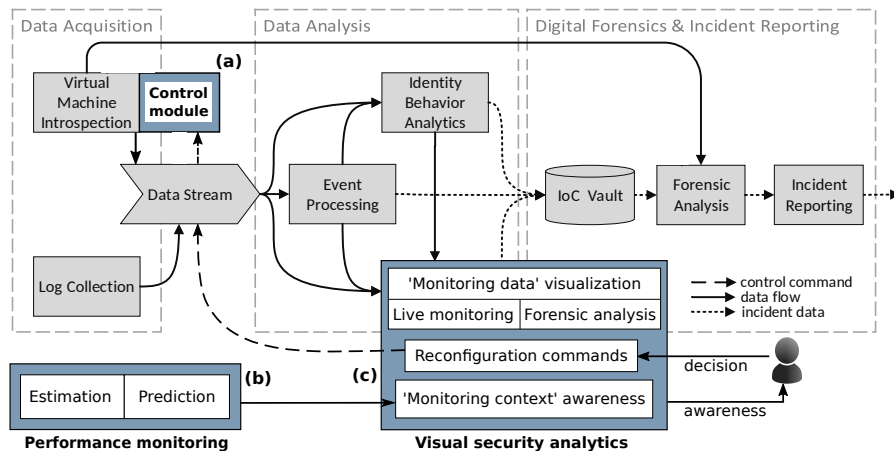 Data Acquisition
Data Analysis
Digital Forensics & Incident Reporting
(a)
Virtual
Machine
Introspection
Control
module
Identity
Behavior
Analytics
Data Stream
Event
Processing
IoC Vault
Forensic
Analysis
Incident
Reporting
Log Collection
'Monitoring data' visualization
Live monitoring
Forensic analysis
control command
data flow
incident data
Reconfiguration commands
decision
(b)
(c)
Estimation
Prediction
'Monitoring context' awareness
awareness
Performance monitoring
Visual security analytics